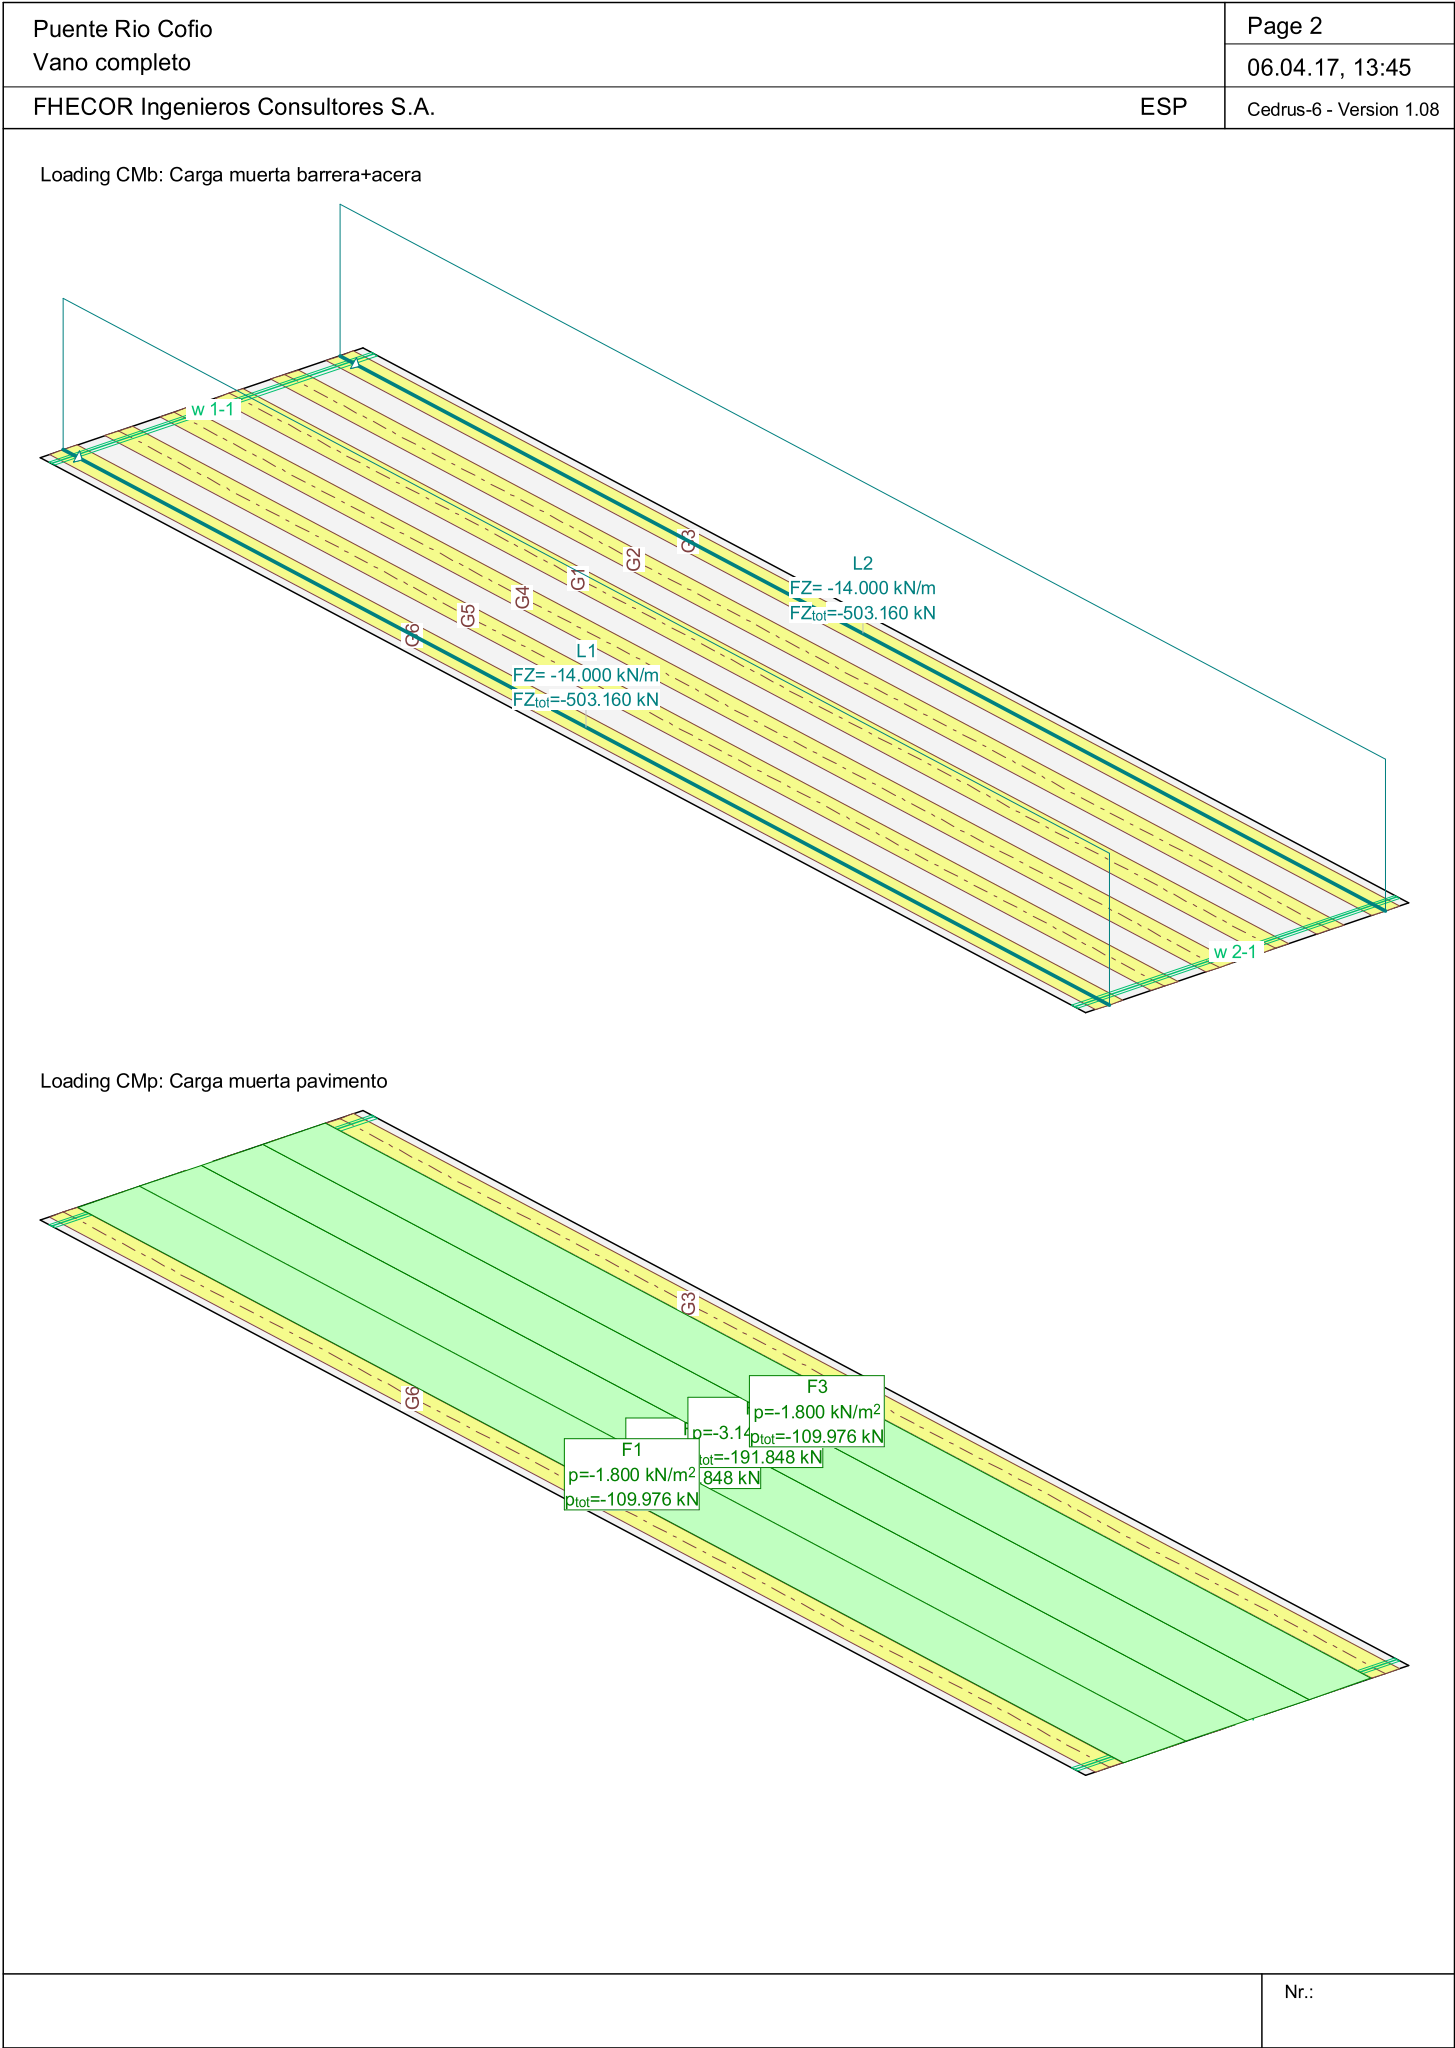 Puente Rio Cofio
Vano completo
Page 2
06.04.17, 13:45
FHECOR Ingenieros Consultores S.A.
ESP
Cedrus-6 - Version 1.08
Loading CMb: Carga muerta barrera+acera
w 1-1
G3
G2
G1
G4
G5
G6
L2
FZ= -14.000 kN/m
FZtot=-503.160 kN
L1
FZ= -14.000 kN/m
FZtot=-503.160 kN
w 2-1
Loading CMp: Carga muerta pavimento
G3
G6
F3
p=-1.800 kN/m2
ptot=-109.976 kN
p=-3.14
tot=-191.848 kN
848 kN
F1
p=-1.800 kN/m2
ptot=-109.976 kN
Nr.: